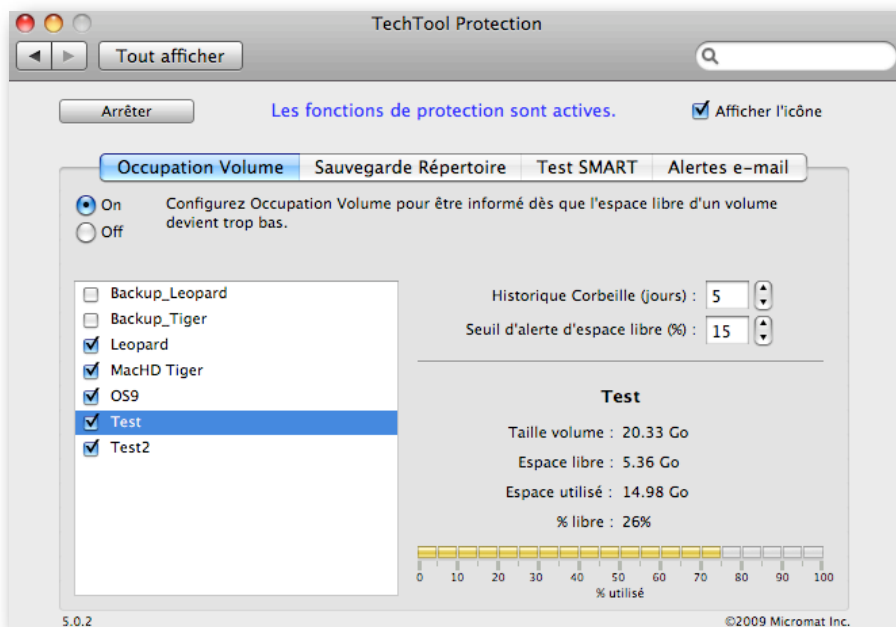 TechTool Protection
Tout afficher
Arrêter
Les fonctions de protection sont actives.
Afficher l'icône
Occupation Volume
Sauvegarde Répertoire
Test SMART
Alertes e-mail
On
Off
Configurez Occupation Volume pour être informé dès que l'espace libre d'un volume
devient trop bas.
Backup_Leopard
Backup_Tiger
Leopard
MacHD Tiger
OS9
Test
Test2
Historique Corbeille (jours) : 5
Seuil d'alerte d'espace libre (%) : 15
Test
Taille volume : 20.33 Go
Espace libre : 5.36 Go
Espace utilisé : 14.98 Go
% libre : 26%
0 10 20 30 40 50 60 70 80 90 100
% utilisé
5.0.2
©2009 Micromat Inc.